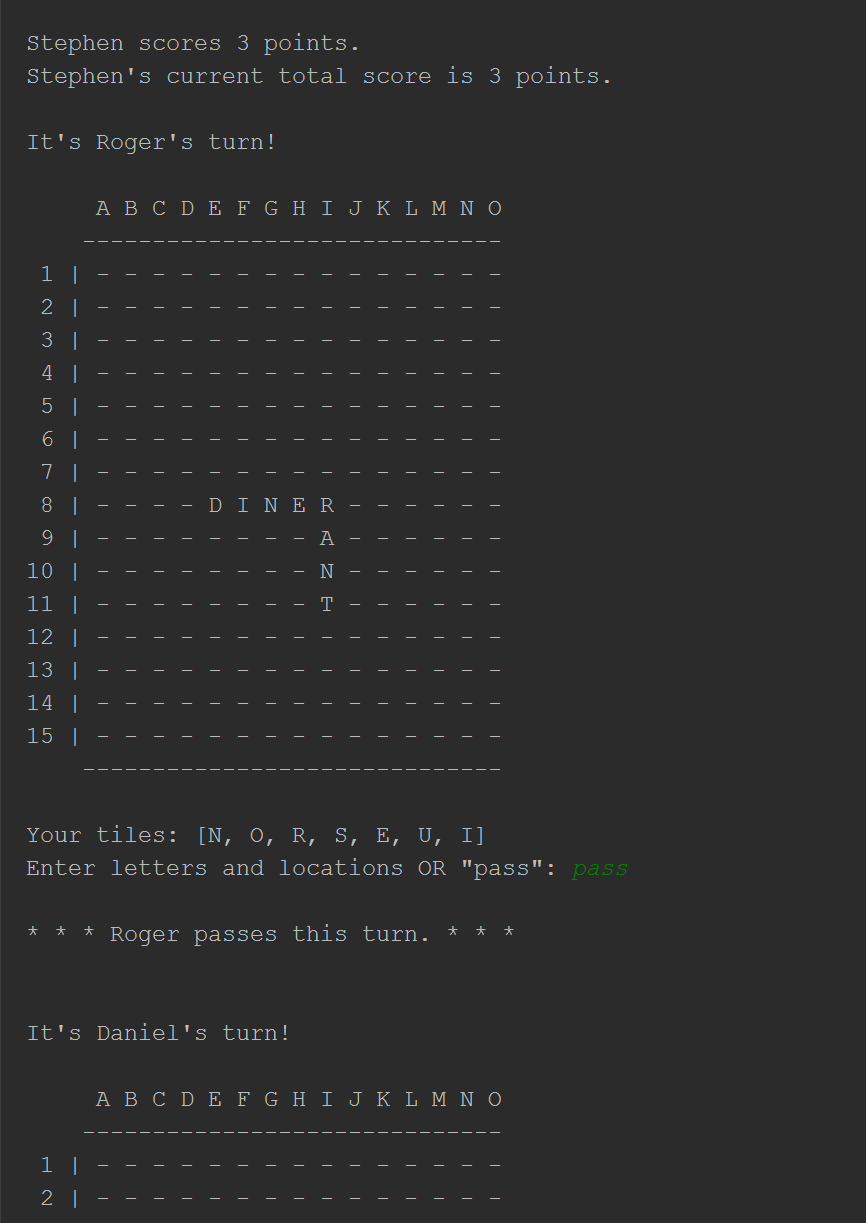 Stephen scores 3 points.
Stephen's current total score is 3 points.
It's Roger's turn!
A B C D E F G H I J K L M N O
------------------------------
1 | - - - - - - - - - - - - - - -
2 | - - - - - - - - - - - - - - -
3 | - - - - - - - - - - - - - - -
4 | - - - - - - - - - - - - - - -
5 | - - - - - - - - - - - - - - -
6 | - - - - - - - - - - - - - - -
7 | - - - - - - - - - - - - - - -
8 | - - - - D I N E R - - - - - -
9 | - - - - - - - - A - - - - - -
10 | - - - - - - - - N - - - - - -
11 | - - - - - - - - T - - - - - -
12 | - - - - - - - - - - - - - - -
13 | - - - - - - - - - - - - - - -
14 | - - - - - - - - - - - - - - -
15 | - - - - - - - - - - - - - - -
------------------------------
Your tiles: [N, O, R, S, E, U, I]
Enter letters and locations OR "pass": pass
* * * Roger passes this turn. * * *
It's Daniel's turn!
A B C D E F G H I J K L M N O
------------------------------
1 | - - - - - - - - - - - - - - -
2 | - - - - - - - - - - - - - - -